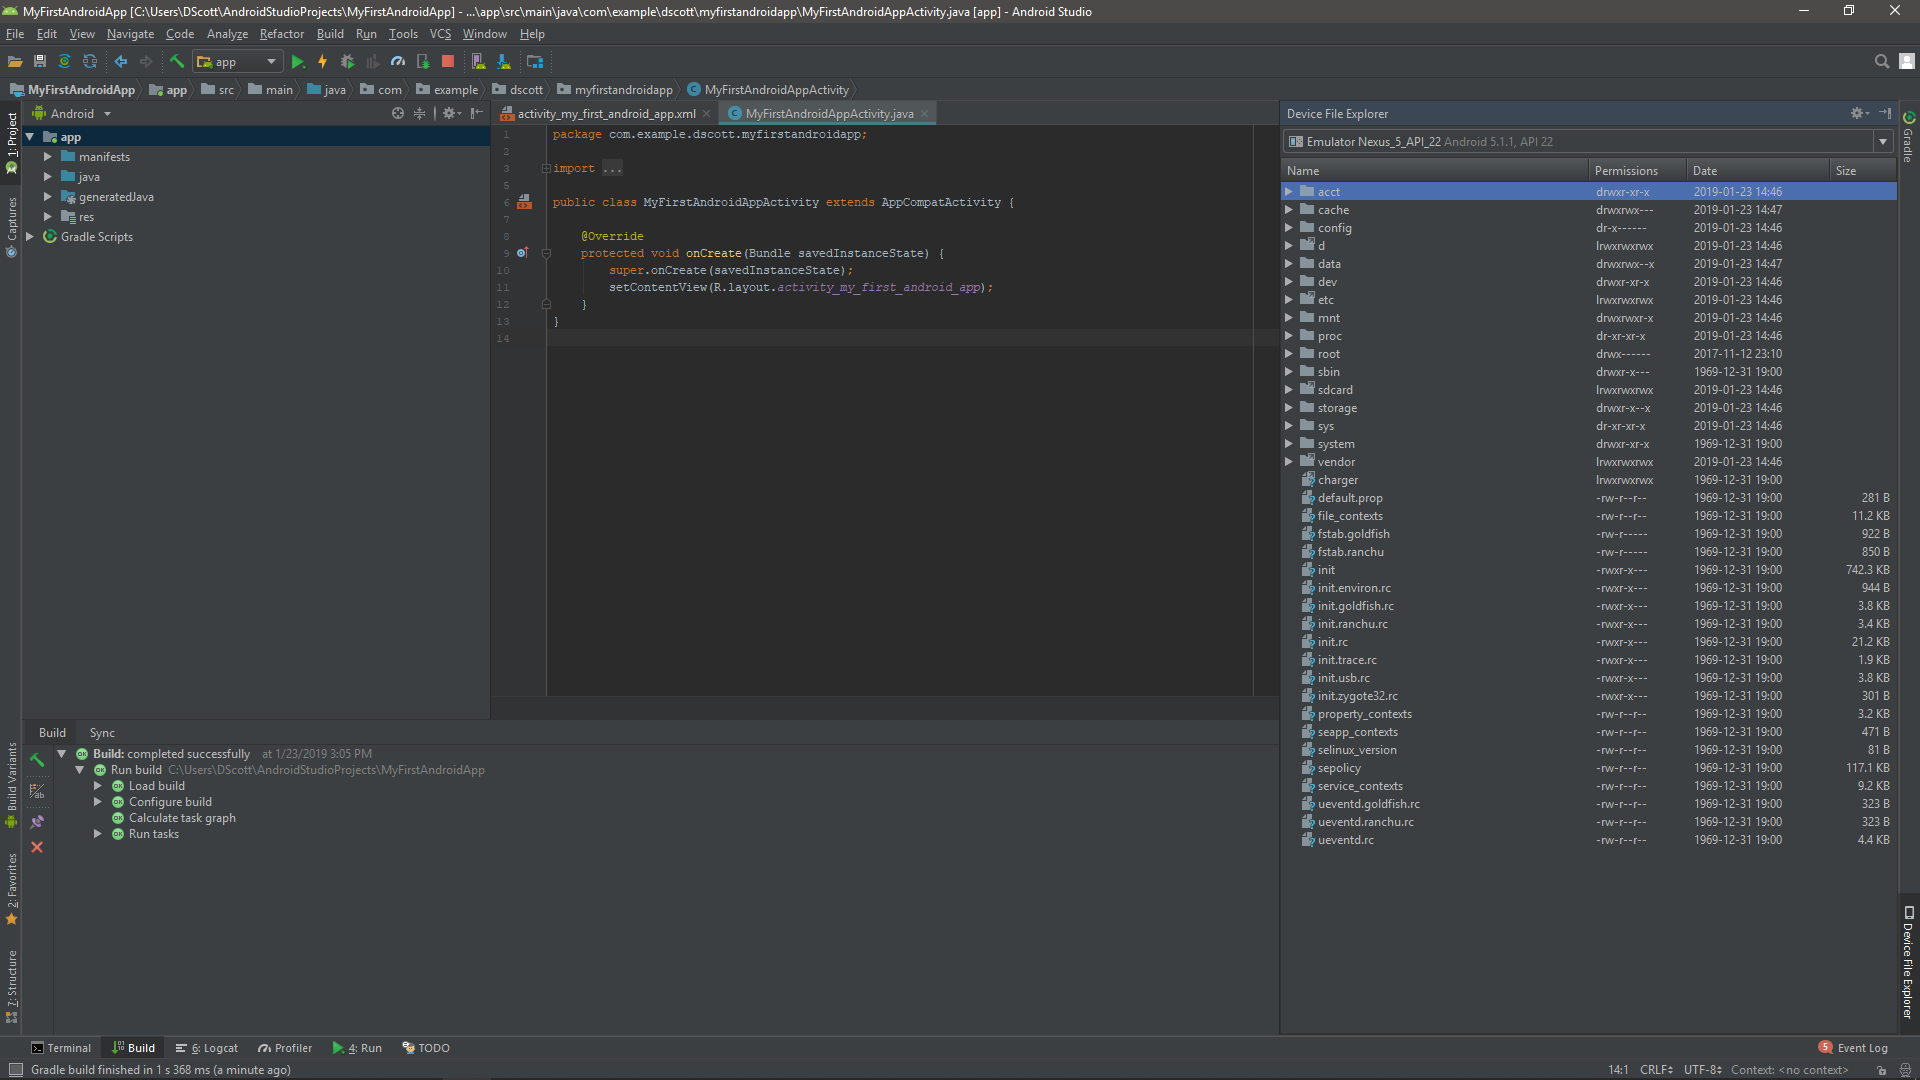 MyFirstAndroidApp [C:\Users\DScott\AndroidStudioProjects\MyFirstAndroidApp] - ...\app\src\main\java\com\example\dscott\myfirstandroidapp\MyFirstAndroidAppActivity.java [app] - Android Studio
File Edit View Navigate Code Analyze Refactor Build Run Tools VCS Window Help
app
MyFirstAndroidApp app src main java com example dscott myfirstandroidapp MyFirstAndroidAppActivity
1: Project
Captures
Build Variants
2: Favorites
7: Structure
Android
app
manifests
java
generatedJava
res
Gradle Scripts
activity_my_first_android_app.xml MyFirstAndroidAppActivity.java
1 package com.example.dscott.myfirstandroidapp;
2
3 import ...
5
6 public class MyFirstAndroidAppActivity extends AppCompatActivity {
7
8 @Override
9 protected void onCreate(Bundle savedInstanceState) {
10 super.onCreate(savedInstanceState);
11 setContentView(R.layout.activity_my_first_android_app);
12 }
13 }
14
Device File Explorer
Emulator Nexus_5_API_22 Android 5.1.1, API 22
Name Permissions Date Size
acct drwxr-xr-x 2019-01-23 14:46
cache drwxrwx--- 2019-01-23 14:47
config dr-x------ 2019-01-23 14:46
d lrwxrwxrwx 2019-01-23 14:46
data drwxrwx--x 2019-01-23 14:47
dev drwxr-xr-x 2019-01-23 14:46
etc lrwxrwxrwx 2019-01-23 14:46
mnt drwxrwxr-x 2019-01-23 14:46
proc dr-xr-xr-x 2019-01-23 14:46
root drwx------ 2017-11-12 23:10
sbin drwxr-x--- 1969-12-31 19:00
sdcard lrwxrwxrwx 2019-01-23 14:46
storage drwxr-x--x 2019-01-23 14:46
sys dr-xr-xr-x 2019-01-23 14:46
system drwxr-xr-x 1969-12-31 19:00
vendor lrwxrwxrwx 2019-01-23 14:46
charger lrwxrwxrwx 1969-12-31 19:00
default.prop -rw-r--r-- 1969-12-31 19:00 281 B
file_contexts -rw-r--r-- 1969-12-31 19:00 11.2 KB
fstab.goldfish -rw-r----- 1969-12-31 19:00 922 B
fstab.ranchu -rw-r----- 1969-12-31 19:00 850 B
init -rwxr-x--- 1969-12-31 19:00 742.3 KB
init.environ.rc -rwxr-x--- 1969-12-31 19:00 944 B
init.goldfish.rc -rwxr-x--- 1969-12-31 19:00 3.8 KB
init.ranchu.rc -rwxr-x--- 1969-12-31 19:00 3.4 KB
init.rc -rwxr-x--- 1969-12-31 19:00 21.2 KB
init.trace.rc -rwxr-x--- 1969-12-31 19:00 1.9 KB
init.usb.rc -rwxr-x--- 1969-12-31 19:00 3.8 KB
init.zygote32.rc -rwxr-x--- 1969-12-31 19:00 301 B
property_contexts -rw-r--r-- 1969-12-31 19:00 3.2 KB
seapp_contexts -rw-r--r-- 1969-12-31 19:00 471 B
selinux_version -rw-r--r-- 1969-12-31 19:00 81 B
sepolicy -rw-r--r-- 1969-12-31 19:00 117.1 KB
service_contexts -rw-r--r-- 1969-12-31 19:00 9.2 KB
ueventd.goldfish.rc -rw-r--r-- 1969-12-31 19:00 323 B
ueventd.ranchu.rc -rw-r--r-- 1969-12-31 19:00 323 B
ueventd.rc -rw-r--r-- 1969-12-31 19:00 4.4 KB
Gradle
Device File Explorer
Build Sync
Build: completed successfully at 1/23/2019 3:05 PM
Run build C:\Users\DScott\AndroidStudioProjects\MyFirstAndroidApp
Load build
Configure build
Calculate task graph
Run tasks
Terminal Build 6: Logcat Profiler 4: Run TODO 5 Event Log
Gradle build finished in 1 s 368 ms (a minute ago) 14:1 CRLF UTF-8 Context: <no context>